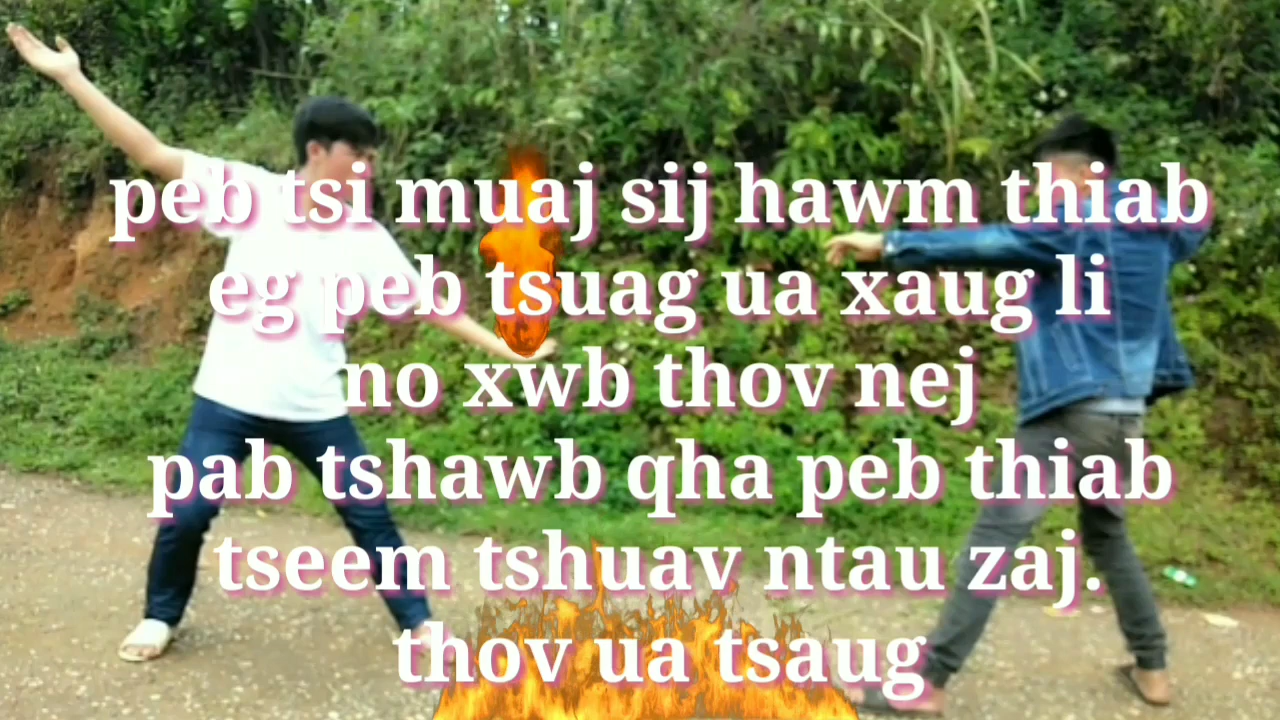 peb tsi muaj sij hawm thiab
eg peb tsuag ua xaug li
no xwb thov nej
pab tshawb qha peb thiab
tseem tshuav ntau zaj.
thov ua tsaug